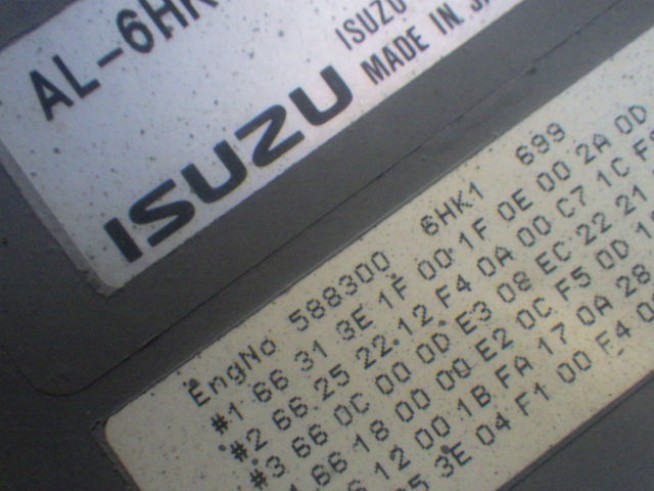 AL-6HK
ISUZU
MADE IN J
ISUZU
EngNo 588300 6HK1 699
#1 66 31 3E 1F 00 1F 0E 00 2A 0D
#2 66 25 22 12 F4 0A 00 C7 1C F
#3 66 0C 00 0D E3 08 EC 22 21
66 18 00 00 E2 0C F5 0D
12 00 1B FA 17 0A 28
3E 04 F1 00 F4